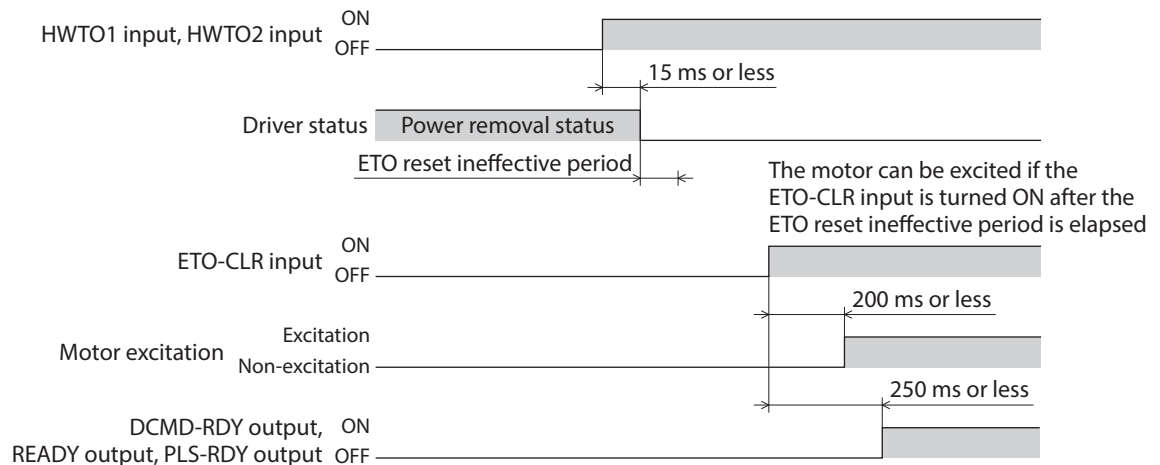 HWTO1 input, HWTO2 input
ON
OFF
15 ms or less
Driver status
Power removal status
ETO reset ineffective period
The motor can be excited if the
ETO-CLR input is turned ON after the
ETO reset ineffective period is elapsed
ETO-CLR input
ON
OFF
200 ms or less
Motor excitation
Excitation
Non-excitation
250 ms or less
DCMD-RDY output,
READY output, PLS-RDY output
ON
OFF